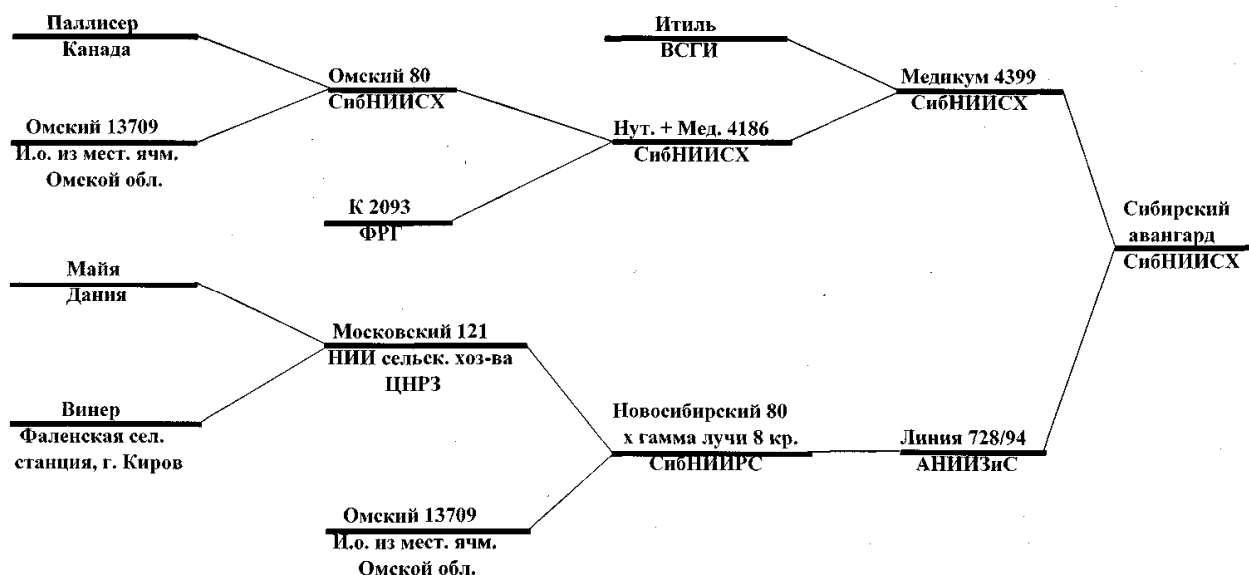 Паллисер
Канада
Омский 13709
И.о. из мест. ячм.
Омской обл.
Омский 80
СибНИИСХ
К 2093
ФРГ
Итиль
ВСГИ
Нут. + Мед. 4186
СибНИИСХ
Медикум 4399
СибНИИСХ
Майя
Дания
Винер
Фаленская сел.
станция, г. Киров
Московский 121
НИИ сельск. хоз-ва
ЦНРЗ
Омский 13709
И.о. из мест. ячм.
Омской обл.
Новосибирский 80
х гамма лучи 8 кр.
СибНИИРС
Линия 728/94
АНИИЗиС
Сибирский
авангард
СибНИИСХ